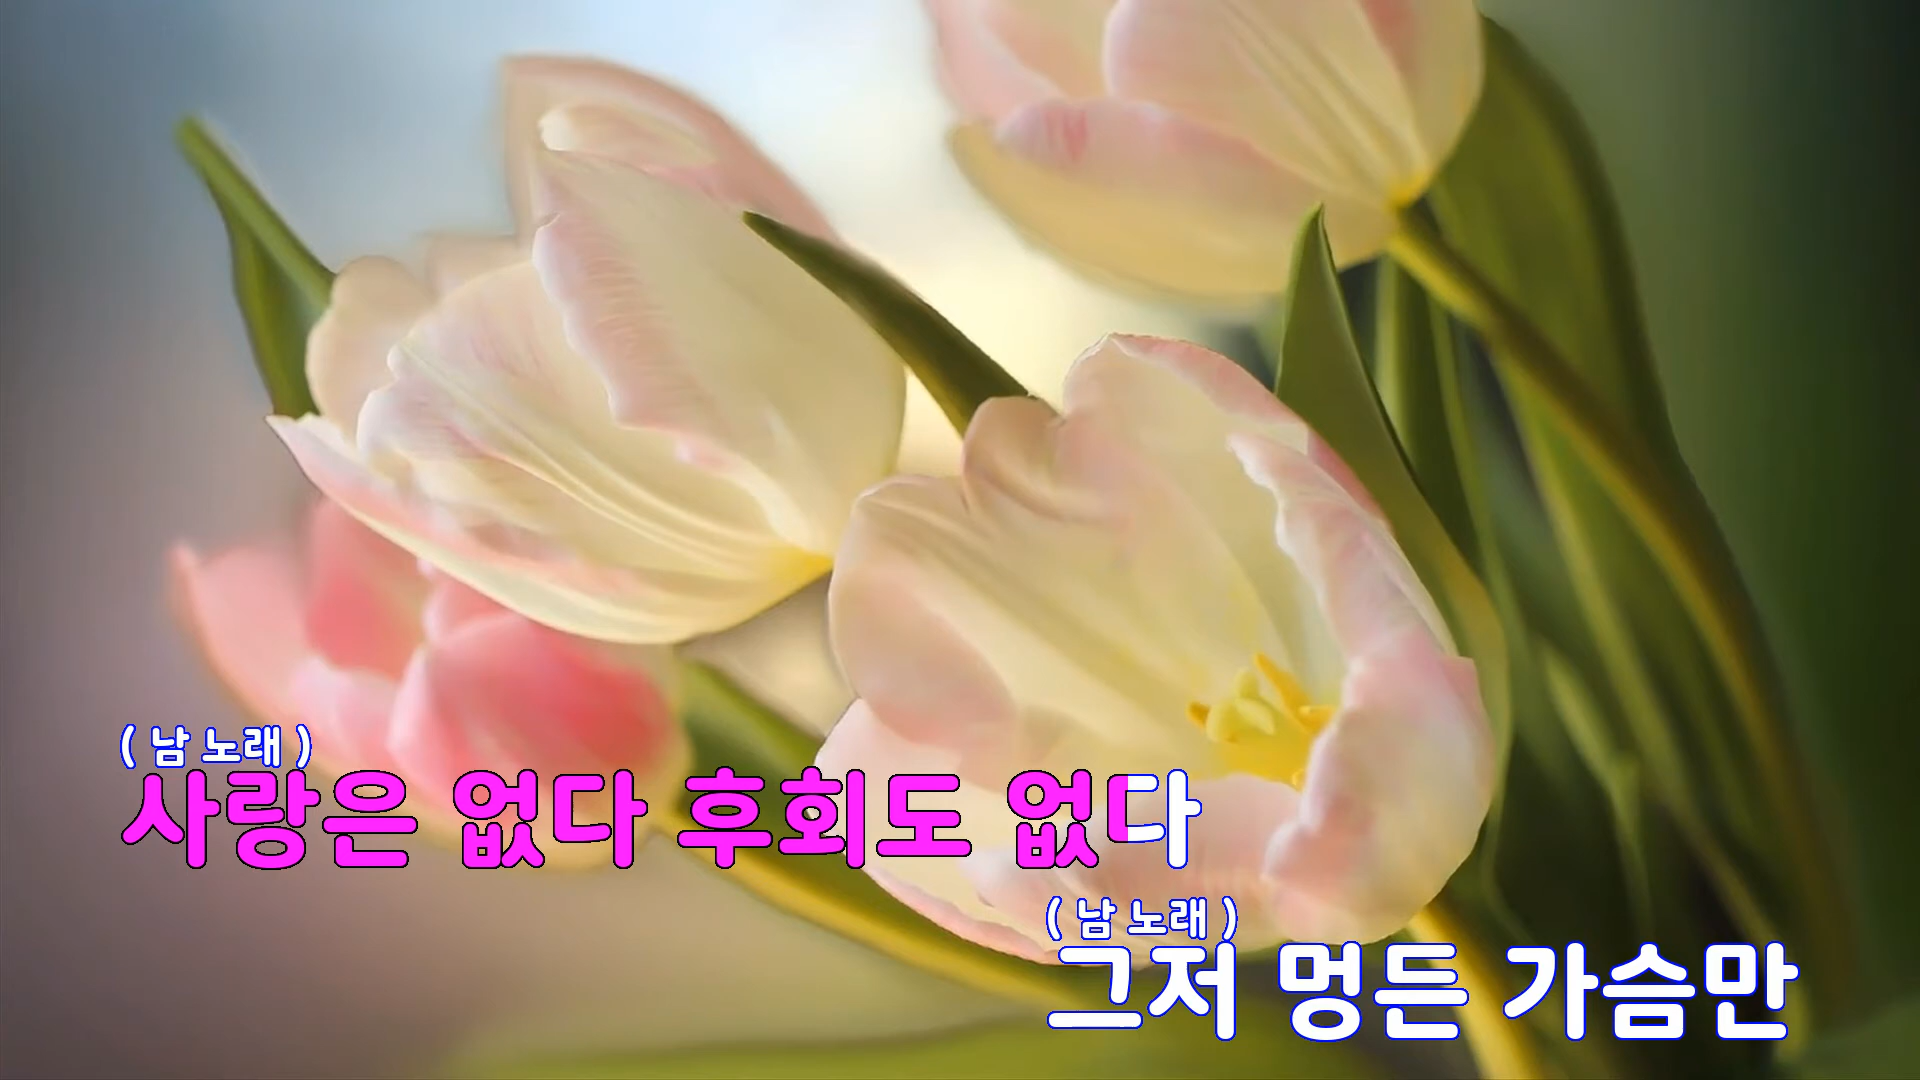 ( 남 노래 )
사랑은 없다 후회도 없다
( 남 노래 )
그저 멍든 가슴만